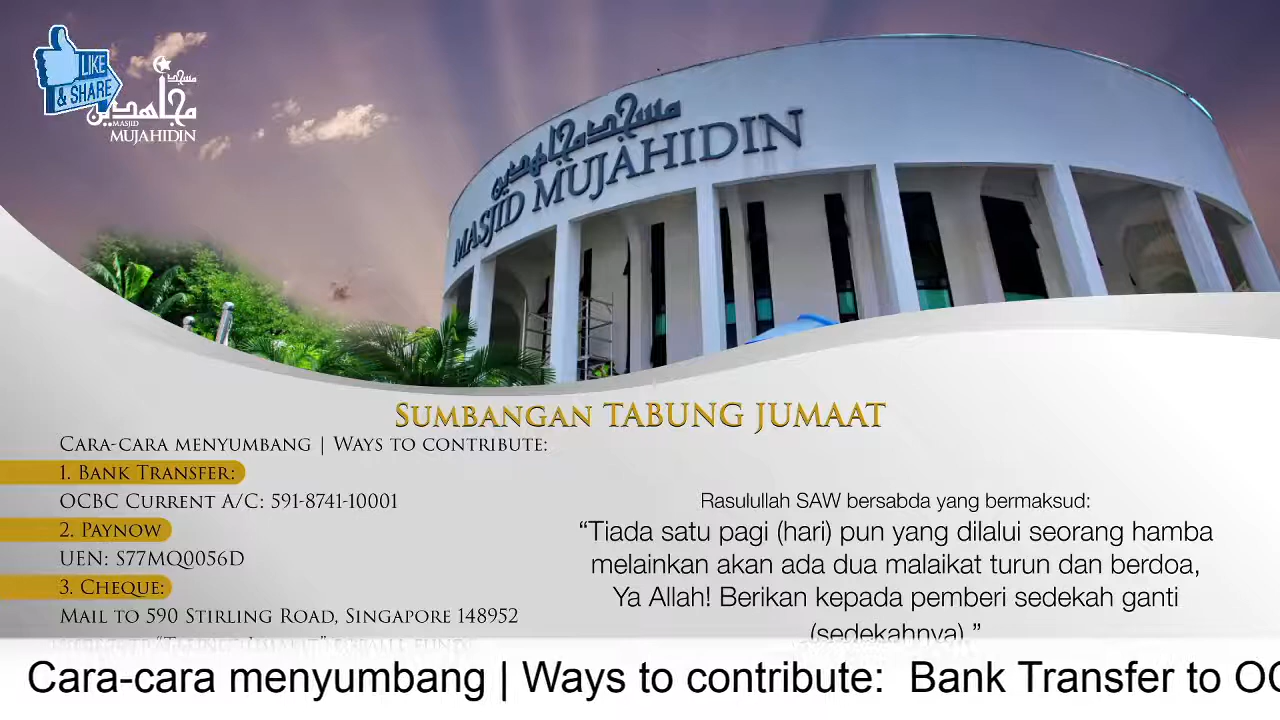 LIKE
& SHARE
مسجد
مجاهدين
MASJID
MUJAHIDIN
مسجد مجاهدين
MASJID MUJAHIDIN
SUMBANGAN TABUNG JUMAAT
CARA-CARA MENYUMBANG | WAYS TO CONTRIBUTE:
1. BANK TRANSFER:
OCBC CURRENT A/C: 591-8741-10001
2. PAYNOW
UEN: S77MQ0056D
3. CHEQUE:
MAIL TO 590 STIRLING ROAD, SINGAPORE 148952
Rasulullah SAW bersabda yang bermaksud:
“Tiada satu pagi (hari) pun yang dilalui seorang hamba
melainkan akan ada dua malaikat turun dan berdoa,
Ya Allah! Berikan kepada pemberi sedekah ganti
(sedekahnya).”
Cara-cara menyumbang | Ways to contribute: Bank Transfer to OC